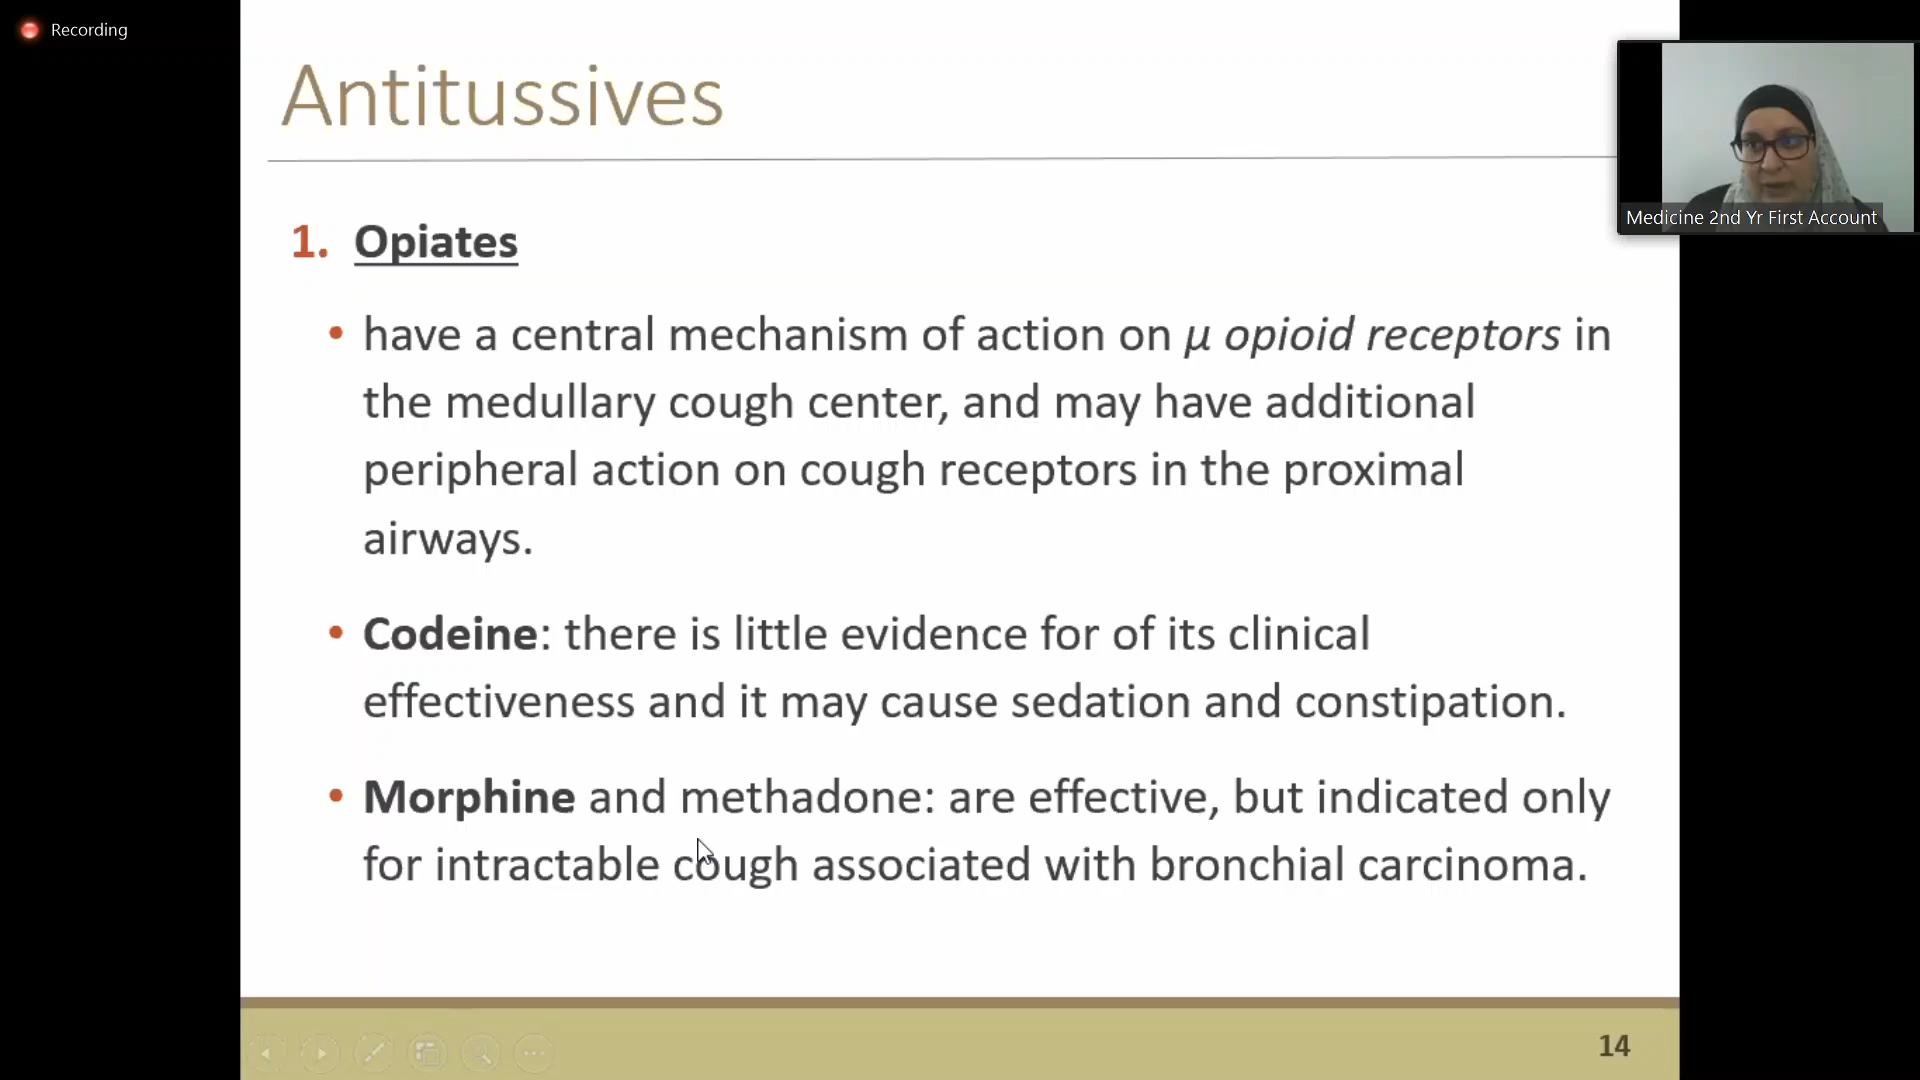 Recording
Antitussives
Medicine 2nd Yr First Account
1. Opiates
• have a central mechanism of action on μ opioid receptors in
the medullary cough center, and may have additional
peripheral action on cough receptors in the proximal
airways.
• Codeine: there is little evidence for of its clinical
effectiveness and it may cause sedation and constipation.
• Morphine and methadone: are effective, but indicated only
for intractable cough associated with bronchial carcinoma.
14